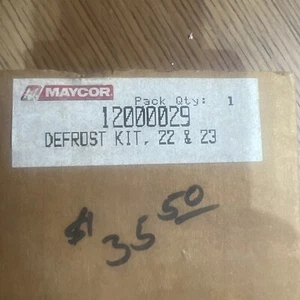 MAYCOR
Pack Qty: 1
12000029
DEFROST KIT, 22 & 23
$35.50